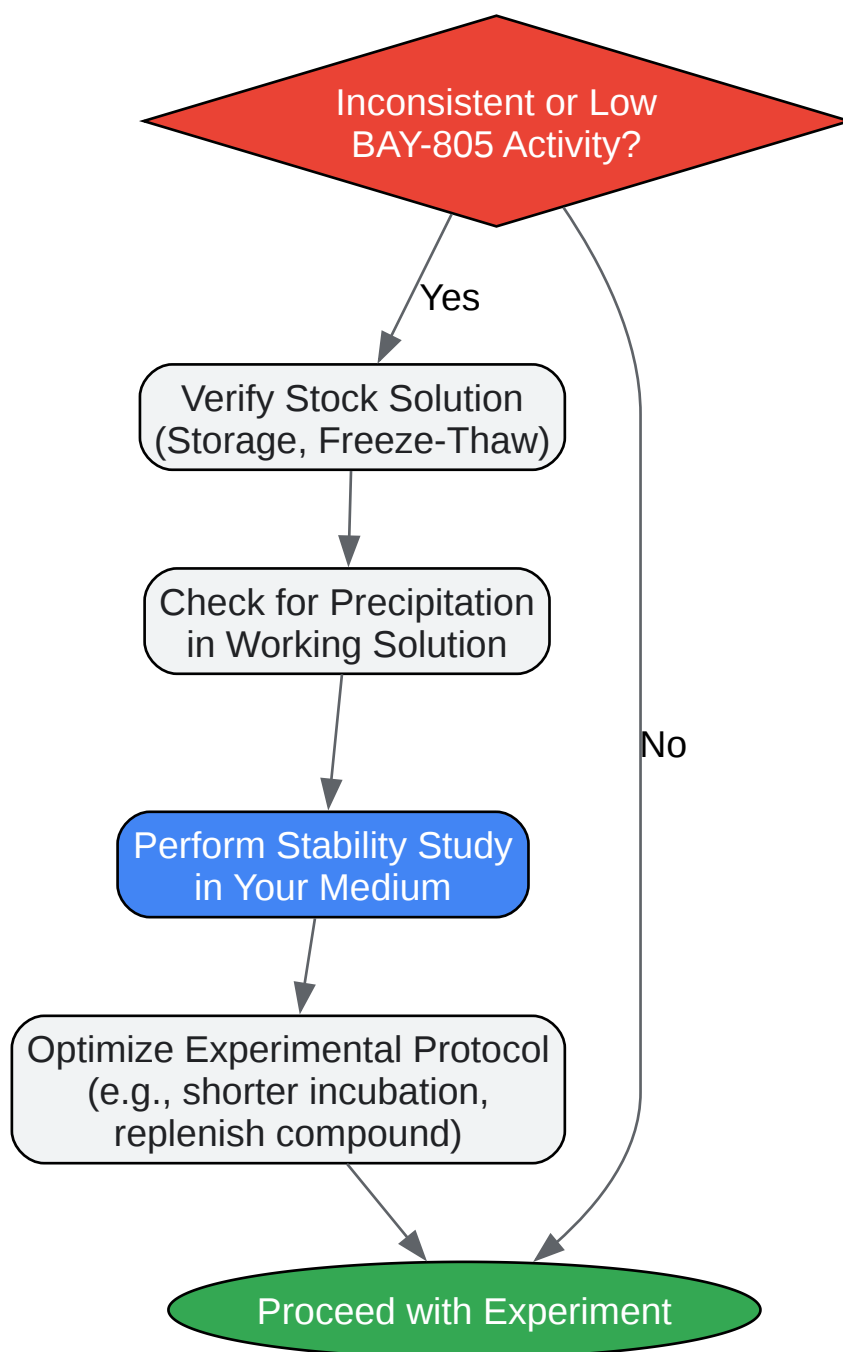 Inconsistent or Low
BAY-805 Activity?
Yes
Verify Stock Solution
(Storage, Freeze-Thaw)
Check for Precipitation
in Working Solution
No
Perform Stability Study
in Your Medium
Optimize Experimental Protocol
(e.g., shorter incubation,
replenish compound)
Proceed with Experiment